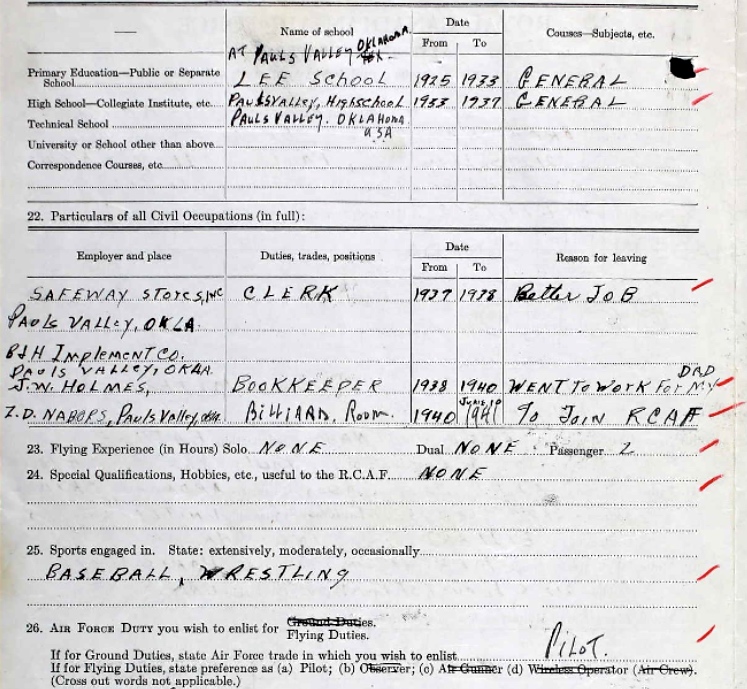 Name of school Date Courses—Subjects, etc.
From To
AT PAULS VALLEY OKLAHOMA.
Primary Education—Public or Separate
School LEE SCHOOL 1925 1933 GENERAL
High School—Collegiate Institute, etc. PAULSVALLEY, HIGHSCHOOL 1933 1937 GENERAL
Technical School PAULS VALLEY. OKLAHOMA
USA
University or School other than above
Correspondence Courses, etc
22. Particulars of all Civil Occupations (in full):
Employer and place Duties, trades, positions Date Reason for leaving
From To
SAFEWAY STORES, INC CLERK 1937 1938 Better JOB
PAULS VALLEY, OKLA.
B & H IMPLEMENT CO.
PAULS VALLEY, OKLA. DAD
J.W. HOLMES, BOOKKEEPER 1938 1940 WENT TO WORK FOR MY
JUNE 10
Z.D. NABORS, Pauls Valley, okla. BILLIARD. Room. 1940 1941 To JOIN RCAF
23. Flying Experience (in Hours) Solo NONE Dual NONE Passenger 2
24. Special Qualifications, Hobbies, etc., useful to the R.C.A.F. NONE
25. Sports engaged in. State: extensively, moderately, occasionally
BASEBALL, WRESTLING
26. AIR FORCE DUTY you wish to enlist for Ground Duties.
Flying Duties.
If for Ground Duties, state Air Force trade in which you wish to enlist PILOT.
If for Flying Duties, state preference as (a) Pilot; (b) Observer; (c) Air Gunner (d) Wireless Operator (Air Crew).
(Cross out words not applicable.)